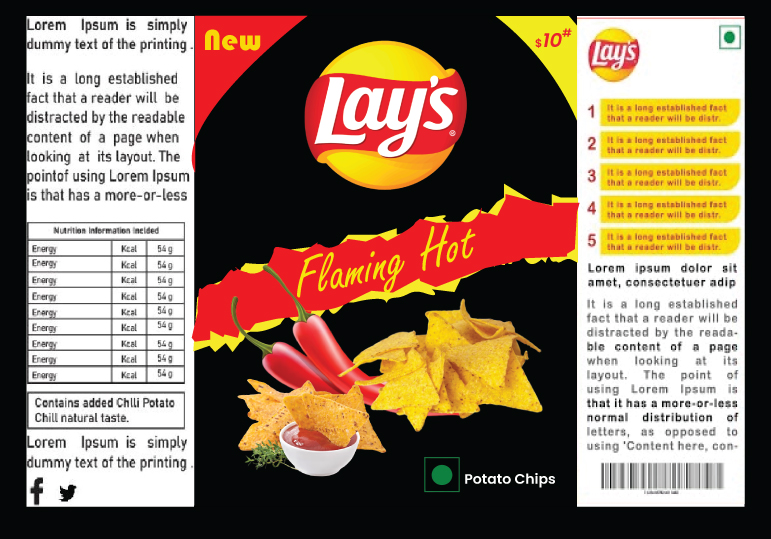 Lorem Ipsum is simply
dummy text of the printing .
It is a long established
fact that a reader will be
distracted by the readable
content of a page when
looking at its layout. The
pointof using Lorem Ipsum
is that has a more-or-less
Nutrition Information Inclded
Energy Kcal 54 g
Energy Kcal 54 g
Energy Kcal 54 g
Energy Kcal 54 g
Energy Kcal 54 g
Energy Kcal 54 g
Energy Kcal 54 g
Energy Kcal 54 g
Energy Kcal 54 g
Contains added Chlli Potato
Chill natural taste.
Lorem Ipsum is simply
dummy text of the printing .
New
$10#
Lay's
®
Flaming Hot
Potato Chips
Lay's
1 It is a long established fact
that a reader will be distr.
2 It is a long established fact
that a reader will be distr.
3 It is a long established fact
that a reader will be distr.
4 It is a long established fact
that a reader will be distr.
5 It is a long established fact
that a reader will be distr.
Lorem ipsum dolor sit
amet, consectetuer adip
It is a long established
fact that a reader will be
distracted by the reada-
ble content of a page
when looking at its
layout. The point of
using Lorem Ipsum is
that it has a more-or-less
normal distribution of
letters, as opposed to
using 'Content here, con-